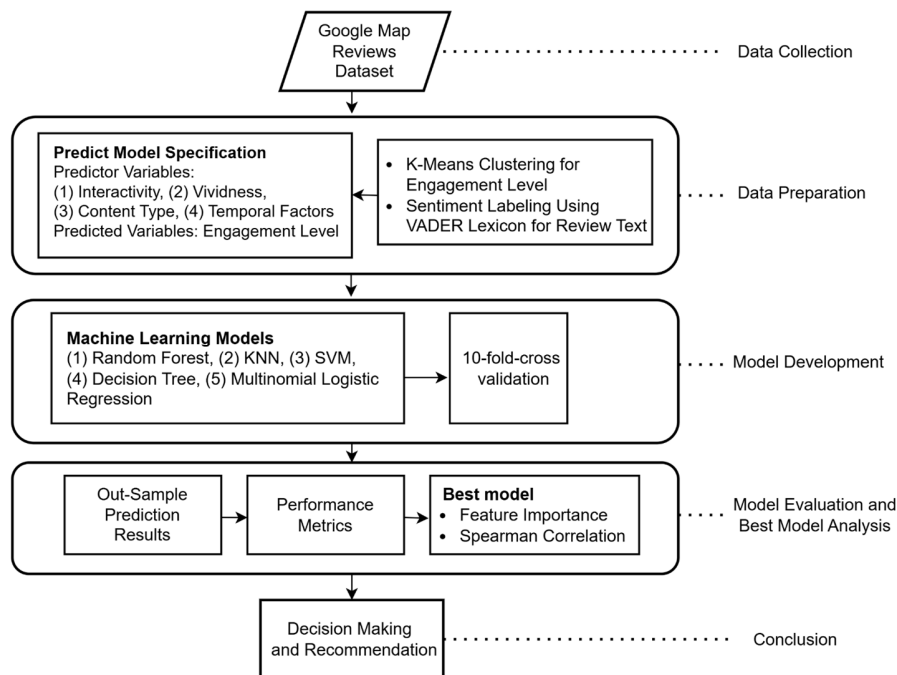 Google Map
Reviews
Dataset
Data Collection
Predict Model Specification
Predictor Variables:
(1) Interactivity, (2) Vividness,
(3) Content Type, (4) Temporal Factors
Predicted Variables: Engagement Level
• K-Means Clustering for
Engagement Level
• Sentiment Labeling Using
VADER Lexicon for Review Text
Data Preparation
Machine Learning Models
(1) Random Forest, (2) KNN, (3) SVM,
(4) Decision Tree, (5) Multinomial Logistic
Regression
10-fold-cross
validation
Model Development
Out-Sample
Prediction
Results
Performance
Metrics
Best model
• Feature Importance
• Spearman Correlation
Model Evaluation and
Best Model Analysis
Decision Making
and Recommendation
Conclusion